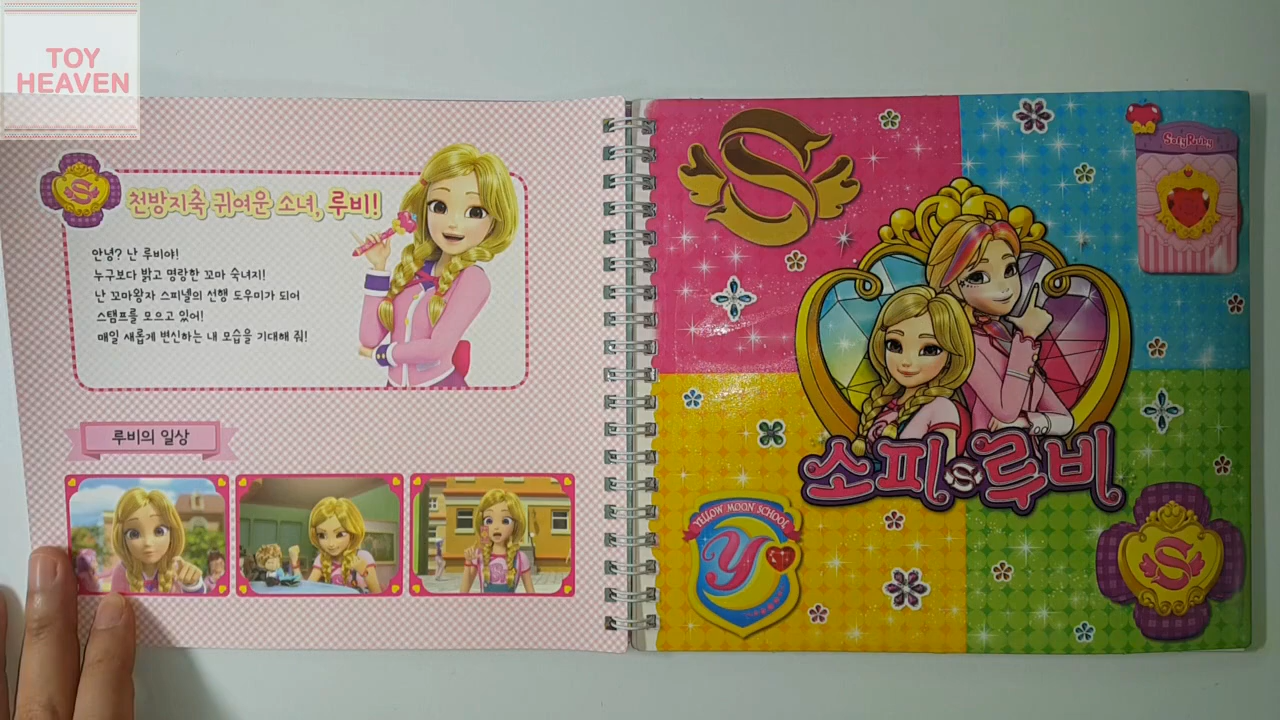 TOY
HEAVEN
S
천방지축 귀여운 소녀, 루비!
안녕? 난 루비야!
누구보다 밝고 명랑한 꼬마 숙녀지!
난 꼬마왕자 스피넬의 선행 도우미가 되어
스탬프를 모으고 있어!
매일 새롭게 변신하는 내 모습을 기대해 줘!
루비의 일상
S
SofyRuby
소피 S 루비
YELLOW MOON SCHOOL
Y
S